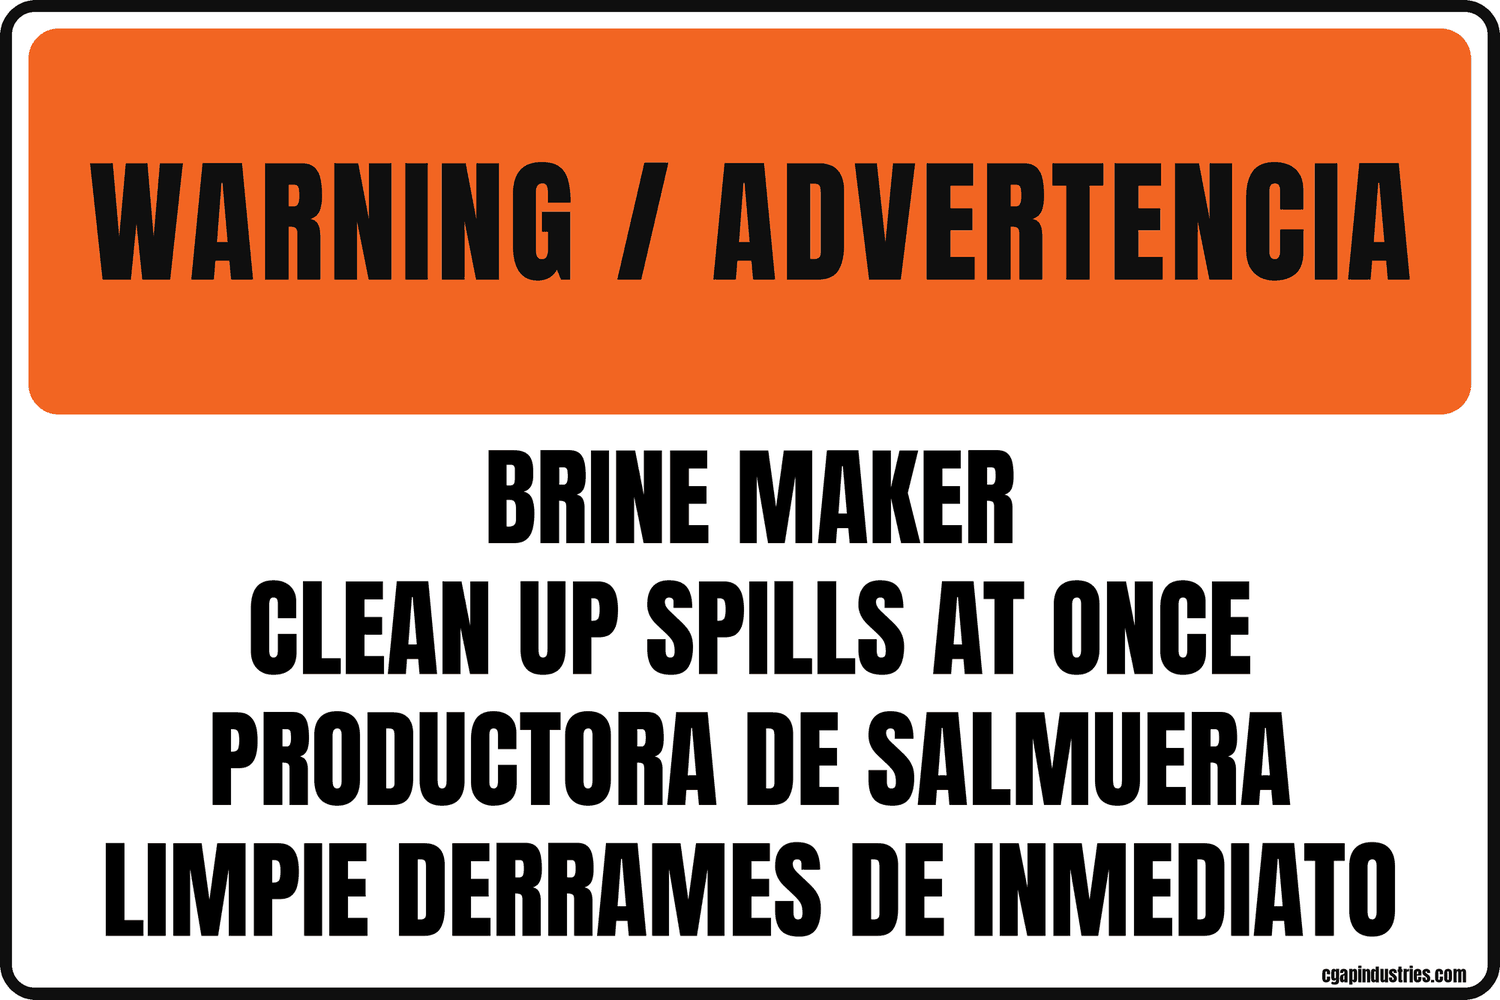 WARNING / ADVERTENCIA
BRINE MAKER
CLEAN UP SPILLS AT ONCE
PRODUCTORA DE SALMUERA
LIMPIE DERRAMES DE INMEDIATO
cgapindustries.com